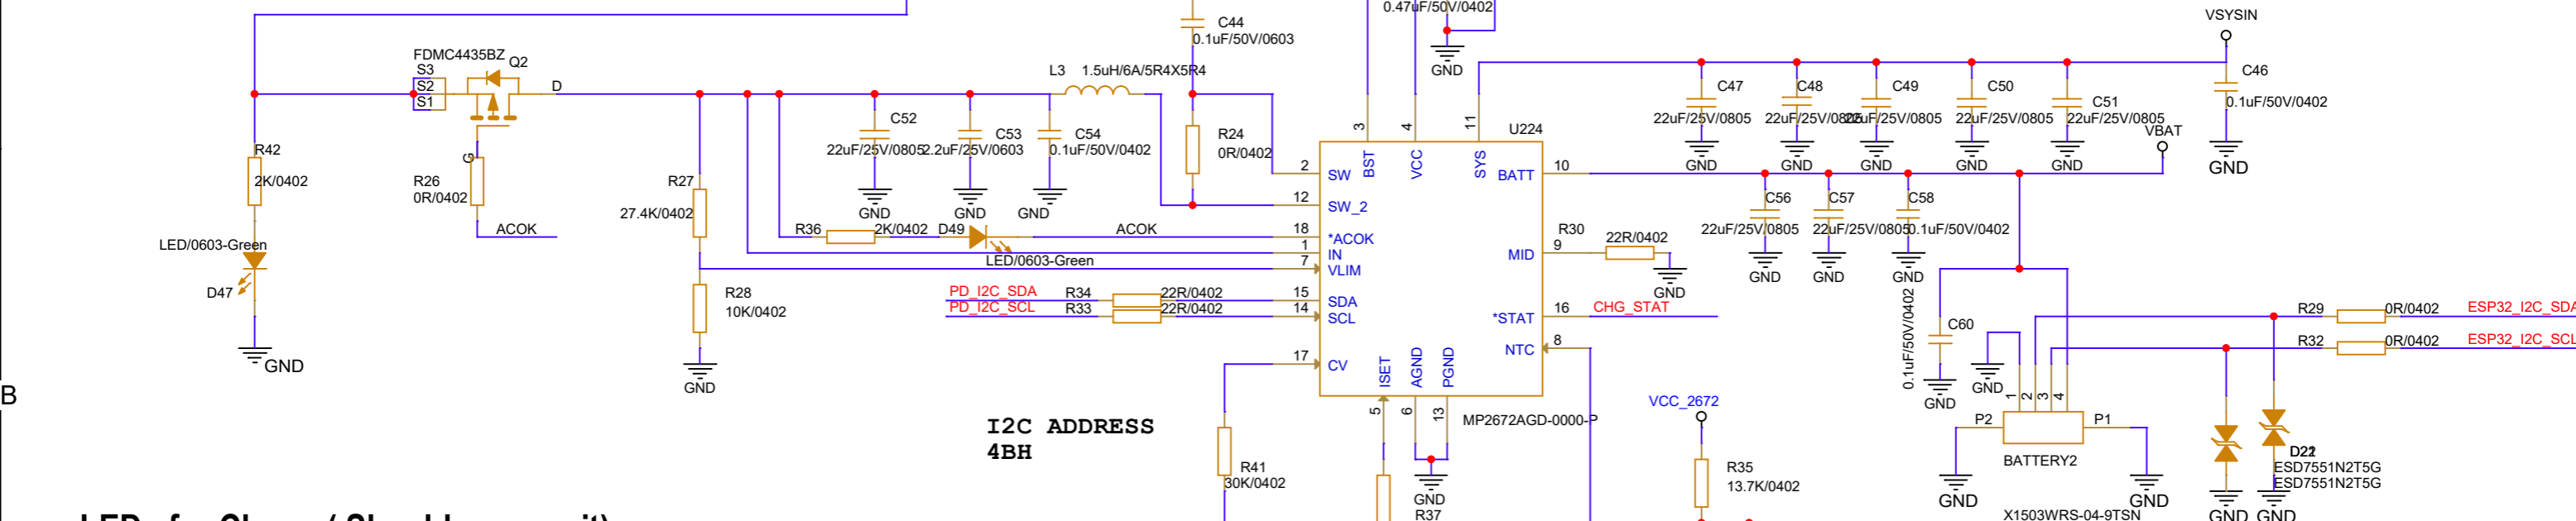 0.47uF/50V/0402
VSYSIN
C44
0.1uF/50V/0603
GND
FDMC4435BZ
Q2
S3
S2
S1
D
G
L3 1.5uH/6A/5R4X5R4
C47
22uF/25V/0805
GND
C48
22uF/25V/0805
GND
C49
22uF/25V/0805
GND
C50
22uF/25V/0805
GND
C51
22uF/25V/0805
GND
C46
0.1uF/50V/0402
GND
VBAT
R42
2K/0402
R26
0R/0402
ACOK
LED/0603-Green
D47
GND
R27
27.4K/0402
R28
10K/0402
GND
C52
22uF/25V/0805
GND
C53
2.2uF/25V/0603
GND
C54
0.1uF/50V/0402
GND
R24
0R/0402
R36 2K/0402 D49
LED/0603-Green
ACOK
PD_I2C_SDA R34 22R/0402
PD_I2C_SCL R33 22R/0402
U224
3 BST
4 VCC
11 SYS
2 SW
12 SW_2
18 *ACOK
1 IN
7 VLIM
15 SDA
14 SCL
17 CV
BATT 10
MID 9
*STAT 16
NTC 8
ISET 5
AGND 6
PGND 13
MP2672AGD-0000-P
R30 22R/0402
GND
CHG_STAT
C56
22uF/25V/0805
GND
C57
22uF/25V/0805
GND
C58
0.1uF/50V/0402
GND
C60
0.1uF/50V/0402
GND
GND
1
2
3
4
P2
P1
BATTERY2
GND
GND
X1503WRS-04-9TSN
R29 0R/0402 ESP32_I2C_SDA
R32 0R/0402 ESP32_I2C_SCL
ESD7551N2T5G
ESD7551N2T5G
GND GND
VCC_2672
R35
13.7K/0402
B
I2C ADDRESS
4BH
R41
30K/0402
GND
R37